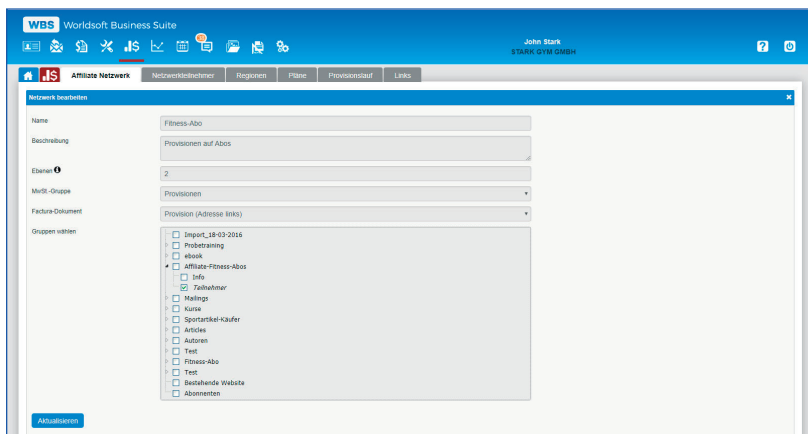 WBS Worldsoft Business Suite
John Stark
STARK GYM GMBH
Affiliate Netzwerk Netzwerkteilnehmer Regionen Pläne Provisionslauf Links
Netzwerk bearbeiten
Name Fitness-Abo
Beschreibung Provisionen auf Abos
Ebenen 2
MwSt.-Gruppe Provisionen
Factura-Dokument Provision (Adresse links)
Gruppen wählen
Import_18-03-2016
Probetraining
ebook
Affiliate-Fitness-Abos
Info
Teilnehmer
Mailings
Kurse
Sportartikel-Käufer
Articles
Autoren
Test
Fitness-Abo
Test
Bestehende Website
Abonnenten
Aktualisieren